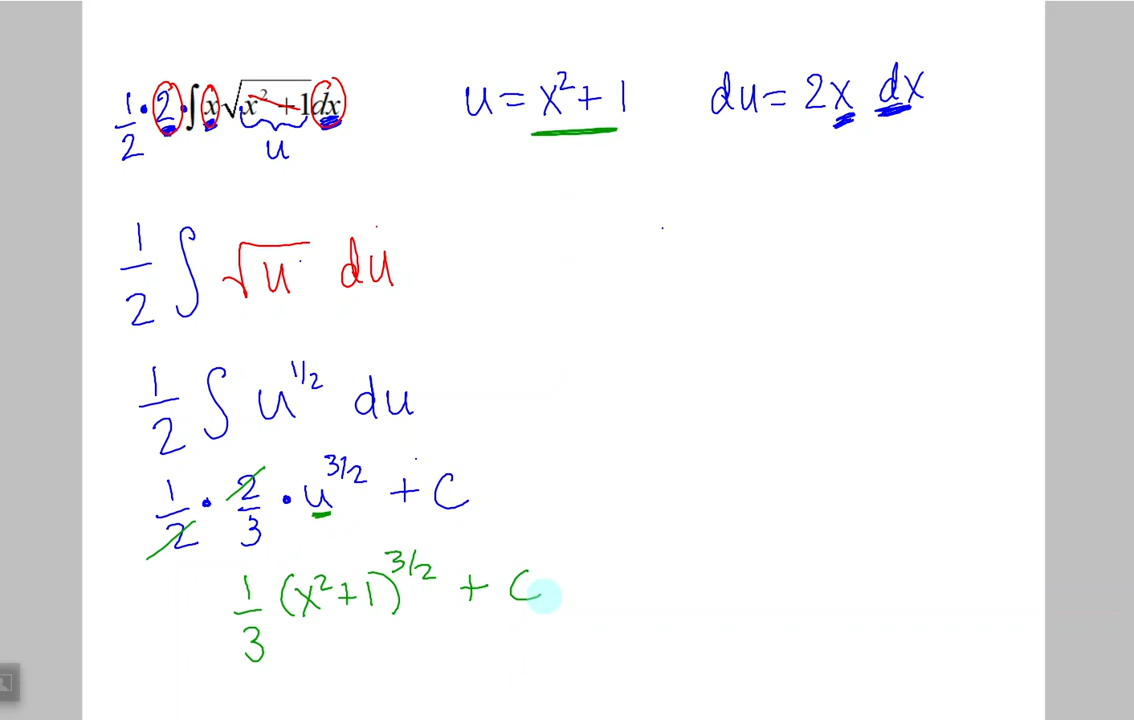 1/2 · 2 · ∫ x √(x² + 1) dx u = x² + 1 du = 2x dx
u
1/2 ∫ √u du
1/2 ∫ u^(1/2) du
1/2 · 2/3 · u^(3/2) + C
1/3 (x² + 1)^(3/2) + C